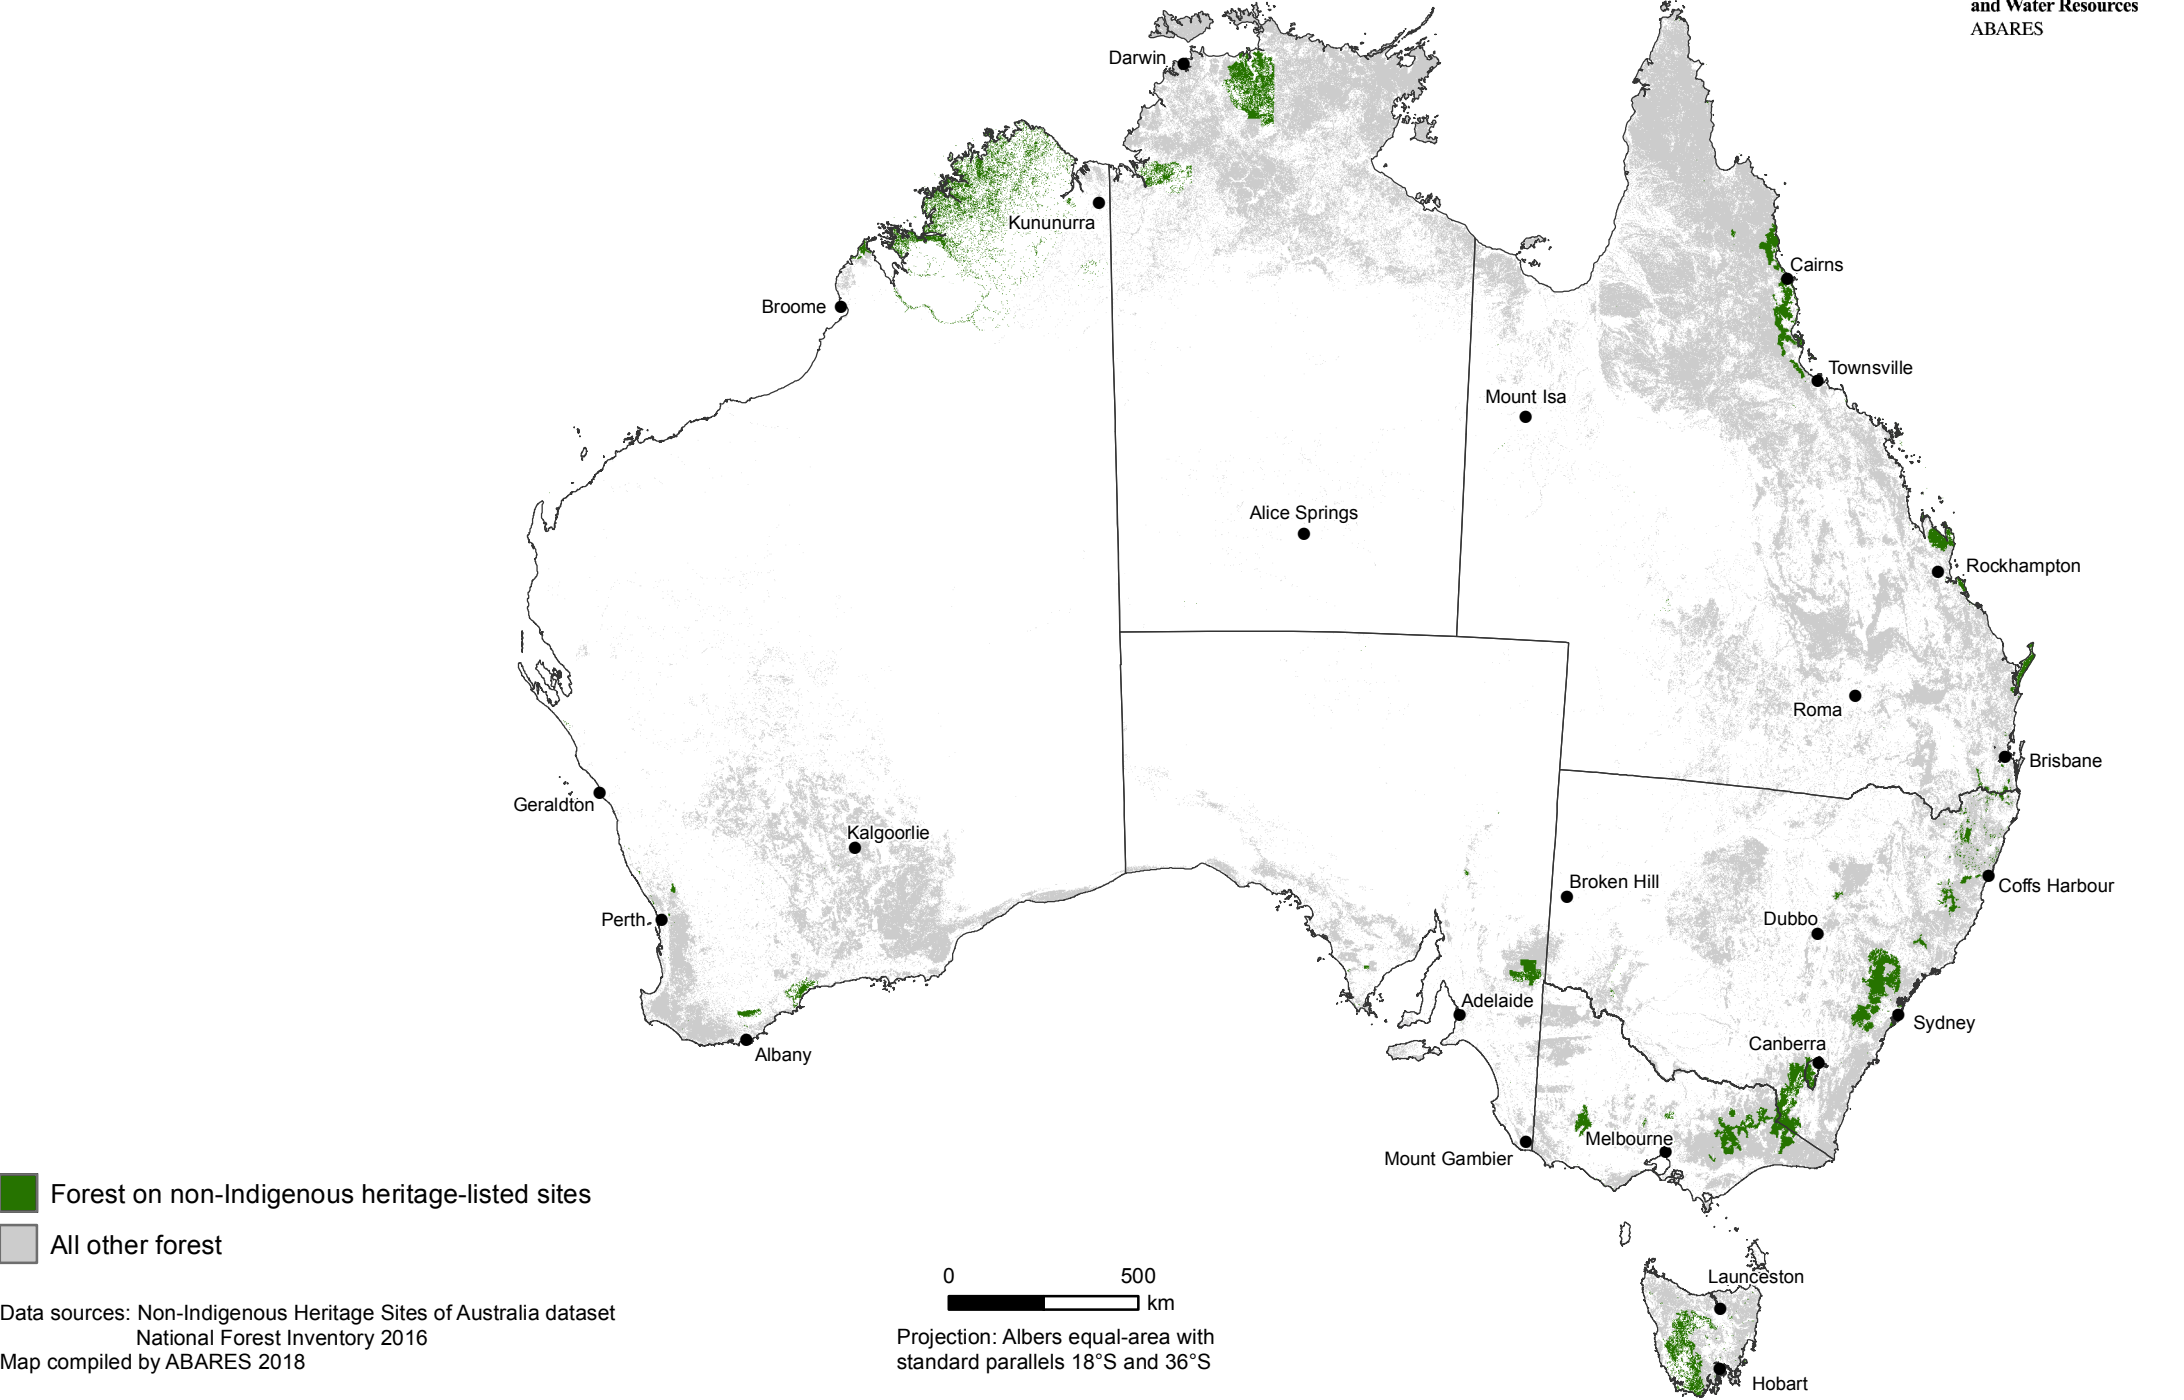 and Water Resources
ABARES
Darwin
Kununurra
Broome
Cairns
Townsville
Mount Isa
Alice Springs
Rockhampton
Roma
Brisbane
Geraldton
Kalgoorlie
Broken Hill
Coffs Harbour
Perth
Dubbo
Adelaide
Sydney
Albany
Canberra
Melbourne
Mount Gambier
Launceston
Hobart
Forest on non-Indigenous heritage-listed sites
All other forest
0 500
km
Data sources: Non-Indigenous Heritage Sites of Australia dataset
National Forest Inventory 2016
Map compiled by ABARES 2018
Projection: Albers equal-area with
standard parallels 18°S and 36°S